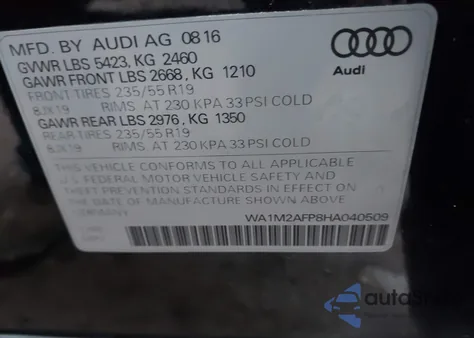 MFD. BY AUDI AG 08 16
GVWR LBS 5423, KG 2460
GAWR FRONT LBS 2668, KG 1210
FRONT TIRES 235/55 R19
8JX19 RIMS AT 230 KPA 33 PSI COLD
GAWR REAR LBS 2976, KG 1350
REAR TIRES 235/55 R19
8JX19 RIMS AT 230 KPA 33 PSI COLD
THIS VEHICLE CONFORMS TO ALL APPLICABLE
U.S. FEDERAL MOTOR VEHICLE SAFETY AND
THEFT PREVENTION STANDARDS IN EFFECT ON
THE DATE OF MANUFACTURE SHOWN ABOVE
Audi
WA1M2AFP8HA040509